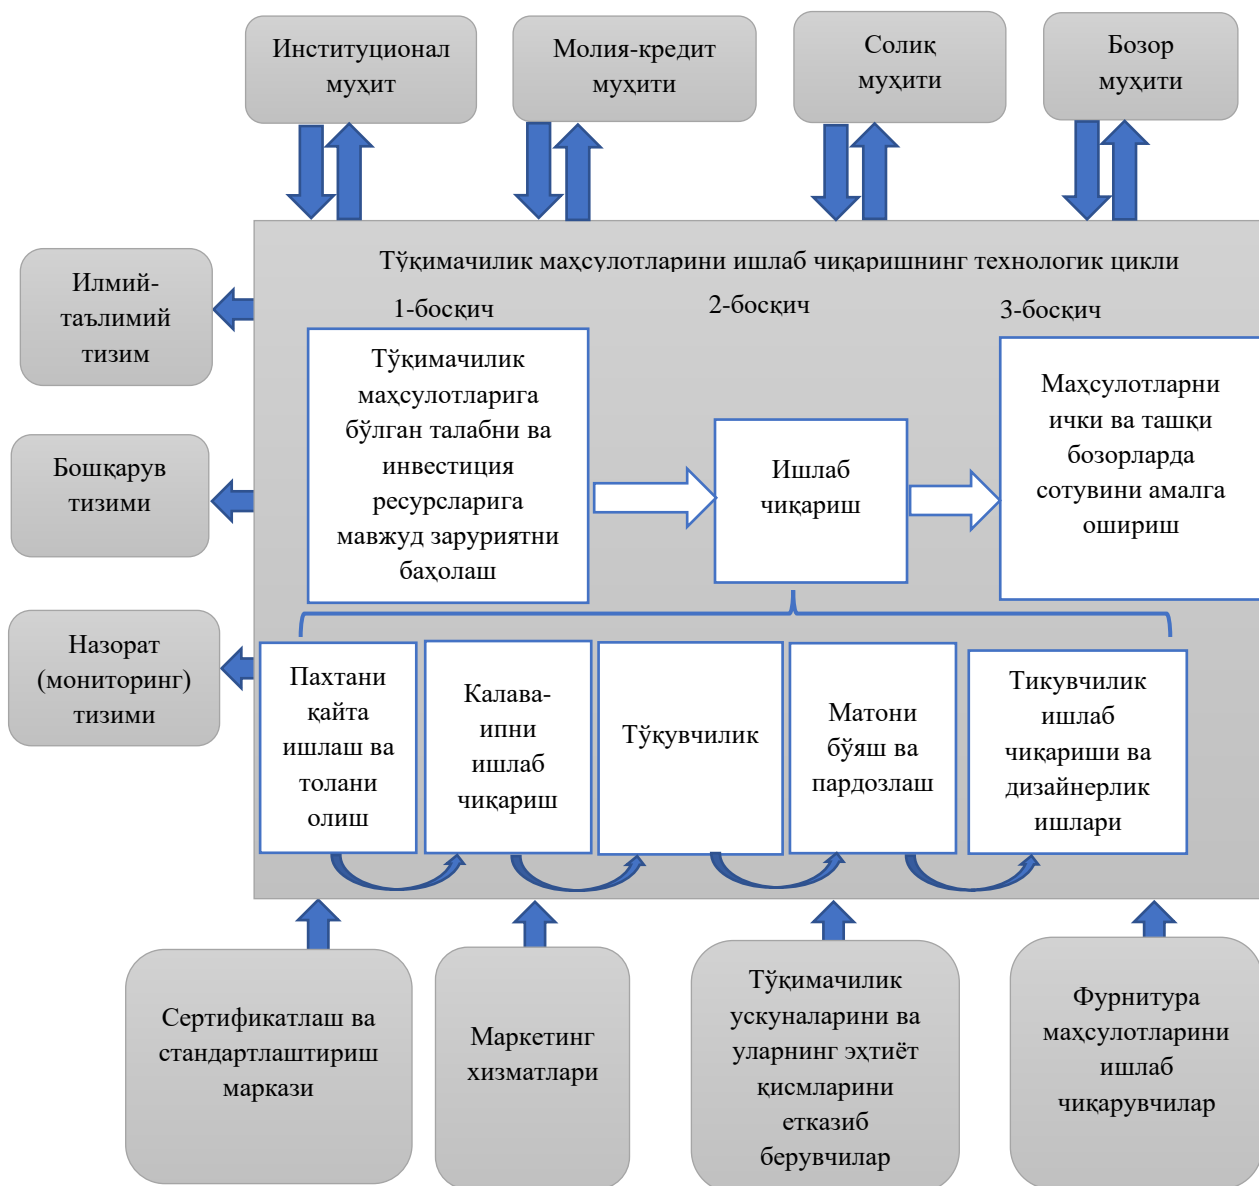 Институционал
муҳит
Молия-кредит
муҳити
Солиқ
муҳити
Бозор
муҳити
Тўқимачилик маҳсулотларини ишлаб чиқаришнинг технологик цикли
1-босқич
2-босқич
3-босқич
Илмий-
таълимий
тизим
Бошқарув
тизими
Назорат
(мониторинг)
тизими
Тўқимачилик
маҳсулотларига
бўлган талабни ва
инвестиция
ресурсларига
мавжуд заруриятни
баҳолаш
Ишлаб
чиқариш
Маҳсулотларни
ички ва ташқи
бозорларда
сотувини амалга
ошириш
Пахтани
қайта
ишлаш ва
толани
олиш
Калава-
ипни
ишлаб
чиқариш
Тўқувчилик
Матони
бўяш ва
пардозлаш
Тикувчилик
ишлаб
чиқариши ва
дизайнерлик
ишлари
Сертификатлаш ва
стандартлаштириш
маркази
Маркетинг
хизматлари
Тўқимачилик
ускуналарини ва
уларнинг эҳтиёт
қисмларини
етказиб
берувчилар
Фурнитура
маҳсулотларини
ишлаб
чиқарувчилар